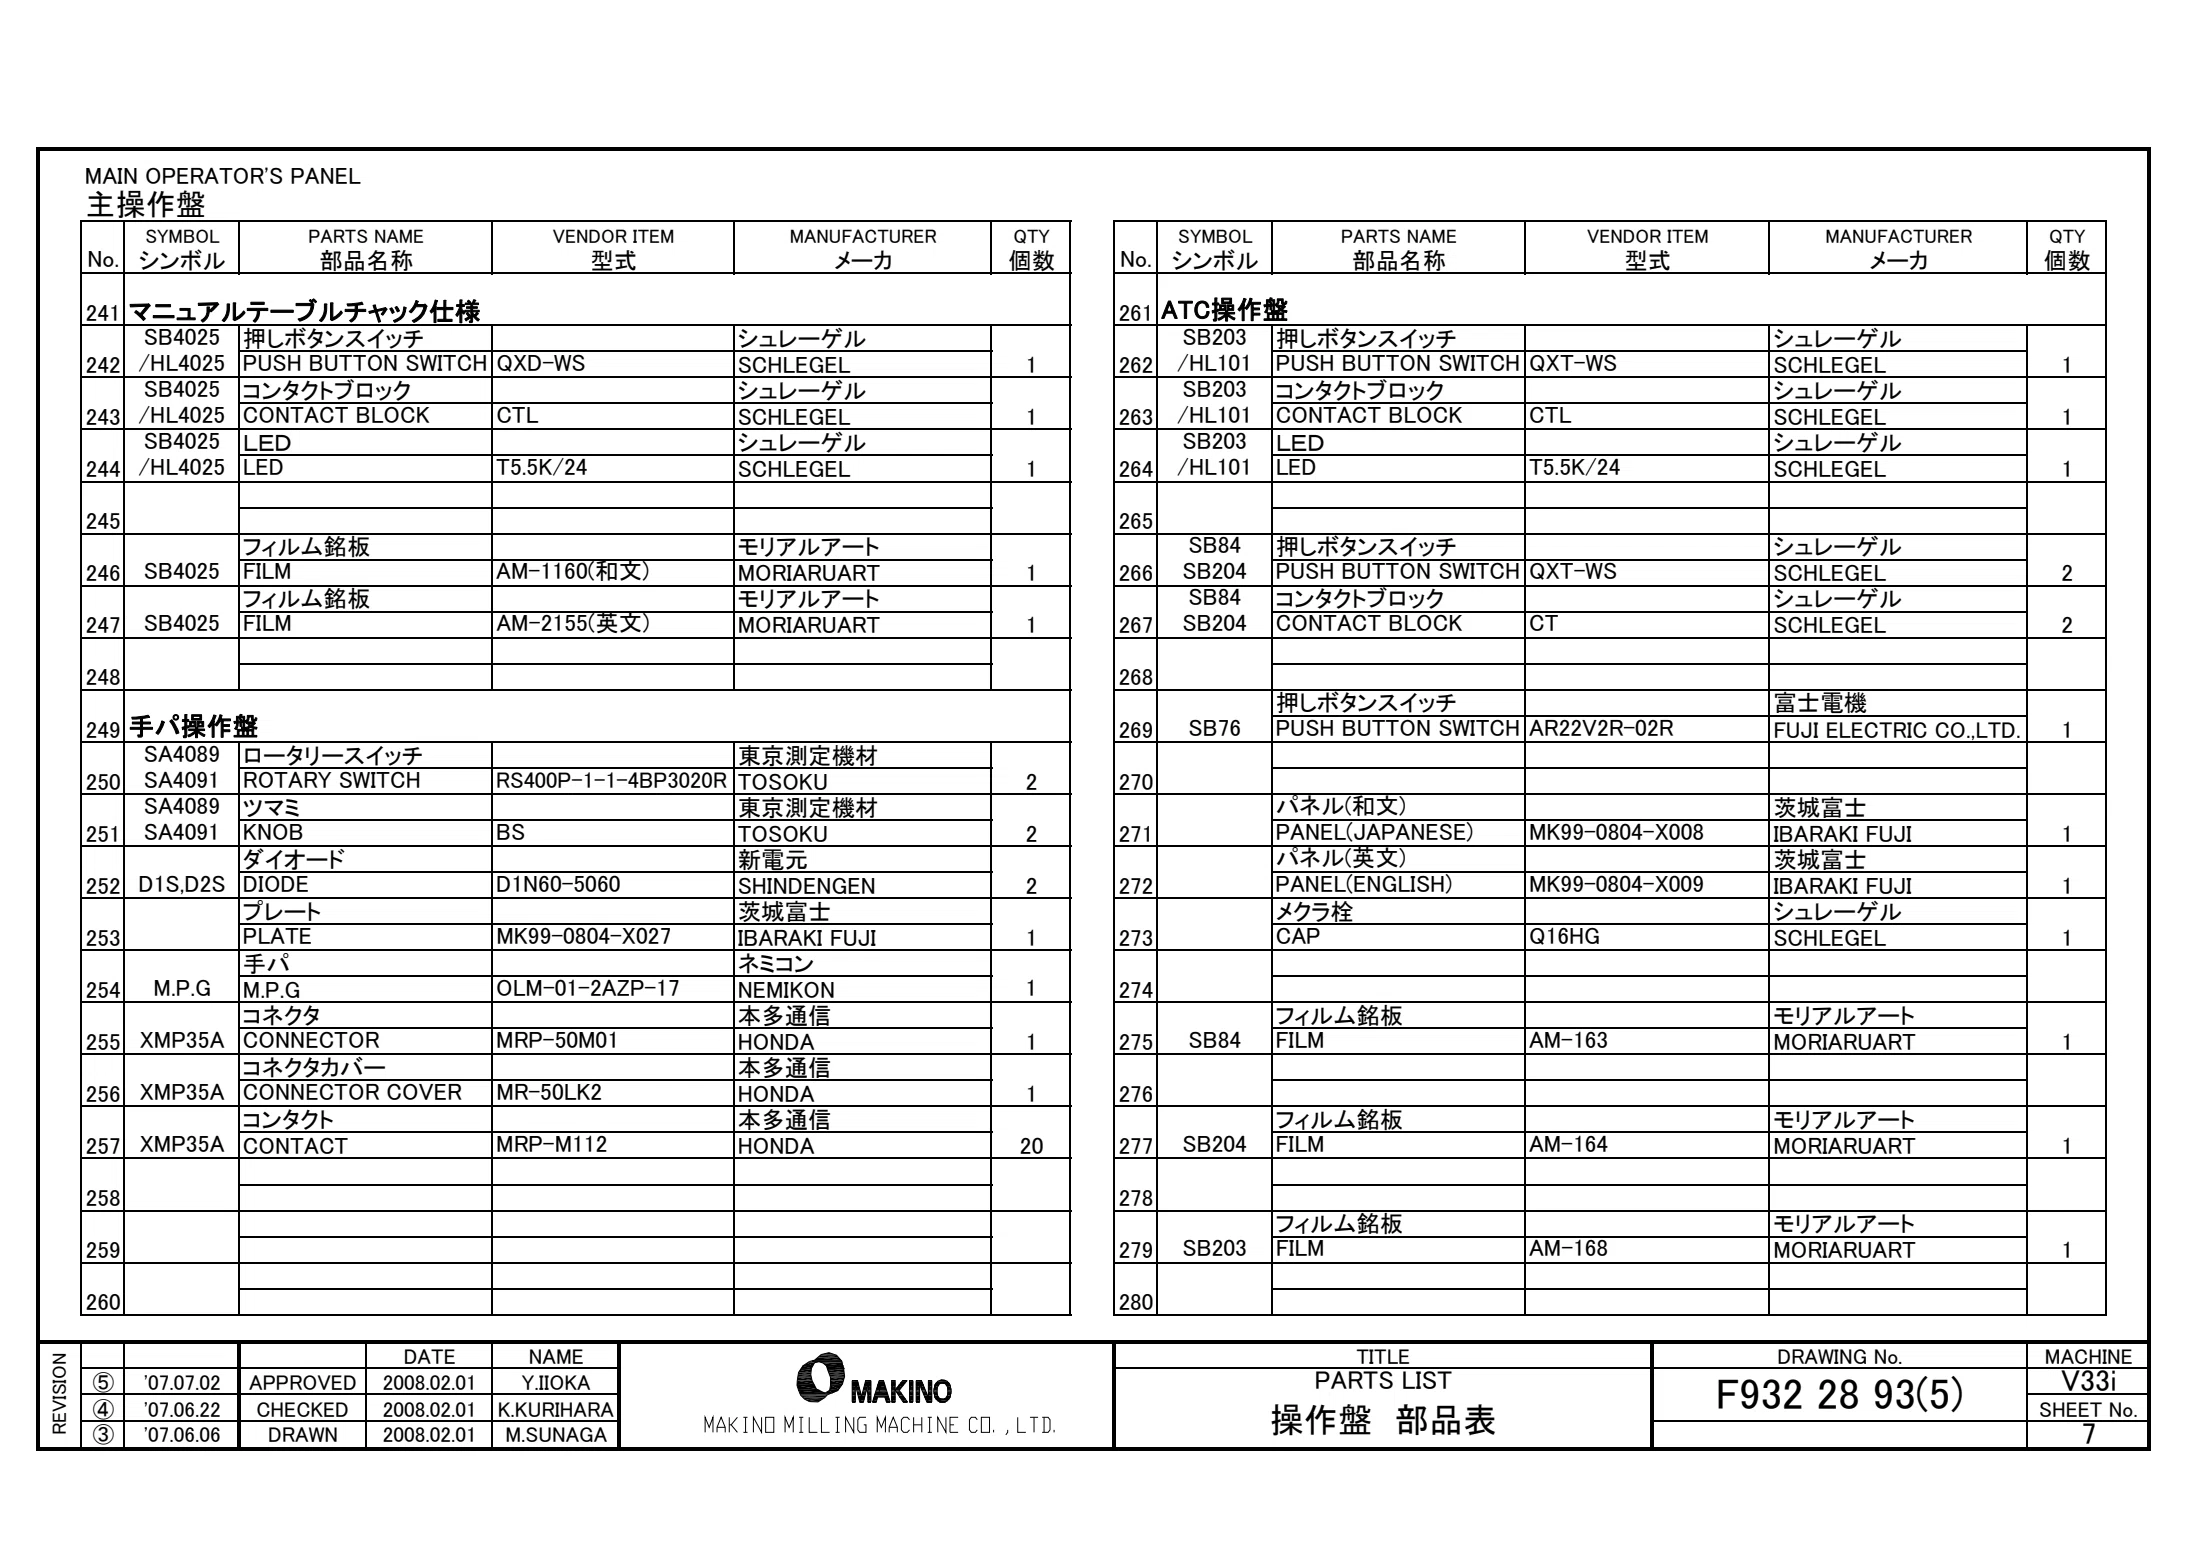 MAIN OPERATOR'S PANEL
主操作盤
No. SYMBOL PARTS NAME VENDOR ITEM MANUFACTURER QTY
シンボル 部品名称 型式 メーカ 個数
241 マニュアルテーブルチャック仕様
SB4025 押しボタンスイッチ シュレーゲル
242 /HL4025 PUSH BUTTON SWITCH QXD-WS SCHLEGEL 1
SB4025 コンタクトブロック シュレーゲル
243 /HL4025 CONTACT BLOCK CTL SCHLEGEL 1
SB4025 LED シュレーゲル
244 /HL4025 LED T5.5K/24 SCHLEGEL 1
245
フィルム銘板 モリアルアート
246 SB4025 FILM AM-1160(和文) MORIARUART 1
フィルム銘板 モリアルアート
247 SB4025 FILM AM-2155(英文) MORIARUART 1
248
249 手パ操作盤
SA4089 ロータリースイッチ 東京測定機材
250 SA4091 ROTARY SWITCH RS400P-1-1-4BP3020R TOSOKU 2
SA4089 ツマミ 東京測定機材
251 SA4091 KNOB BS TOSOKU 2
ダイオード 新電元
252 D1S,D2S DIODE D1N60-5060 SHINDENGEN 2
プレート 茨城富士
253 PLATE MK99-0804-X027 IBARAKI FUJI 1
手パ ネミコン
254 M.P.G M.P.G OLM-01-2AZP-17 NEMIKON 1
コネクタ 本多通信
255 XMP35A CONNECTOR MRP-50M01 HONDA 1
コネクタカバー 本多通信
256 XMP35A CONNECTOR COVER MR-50LK2 HONDA 1
コンタクト 本多通信
257 XMP35A CONTACT MRP-M112 HONDA 20
258
259
260
No. SYMBOL PARTS NAME VENDOR ITEM MANUFACTURER QTY
シンボル 部品名称 型式 メーカ 個数
261 ATC操作盤
SB203 押しボタンスイッチ シュレーゲル
262 /HL101 PUSH BUTTON SWITCH QXT-WS SCHLEGEL 1
SB203 コンタクトブロック シュレーゲル
263 /HL101 CONTACT BLOCK CTL SCHLEGEL 1
SB203 LED シュレーゲル
264 /HL101 LED T5.5K/24 SCHLEGEL 1
265
SB84 押しボタンスイッチ シュレーゲル
266 SB204 PUSH BUTTON SWITCH QXT-WS SCHLEGEL 2
SB84 コンタクトブロック シュレーゲル
267 SB204 CONTACT BLOCK CT SCHLEGEL 2
268
押しボタンスイッチ 富士電機
269 SB76 PUSH BUTTON SWITCH AR22V2R-02R FUJI ELECTRIC CO.,LTD. 1
270
パネル(和文) 茨城富士
271 PANEL(JAPANESE) MK99-0804-X008 IBARAKI FUJI 1
パネル(英文) 茨城富士
272 PANEL(ENGLISH) MK99-0804-X009 IBARAKI FUJI 1
メクラ栓 シュレーゲル
273 CAP Q16HG SCHLEGEL 1
274
フィルム銘板 モリアルアート
275 SB84 FILM AM-163 MORIARUART 1
276
フィルム銘板 モリアルアート
277 SB204 FILM AM-164 MORIARUART 1
278
フィルム銘板 モリアルアート
279 SB203 FILM AM-168 MORIARUART 1
280
REVISION
DATE NAME
⑤ '07.07.02 APPROVED 2008.02.01 Y.IIOKA
④ '07.06.22 CHECKED 2008.02.01 K.KURIHARA
③ '07.06.06 DRAWN 2008.02.01 M.SUNAGA
MAKINO
MAKINO MILLING MACHINE CO. , LTD.
TITLE
PARTS LIST
操作盤 部品表
DRAWING No.
F932 28 93(5)
MACHINE
V33i
SHEET No.
7